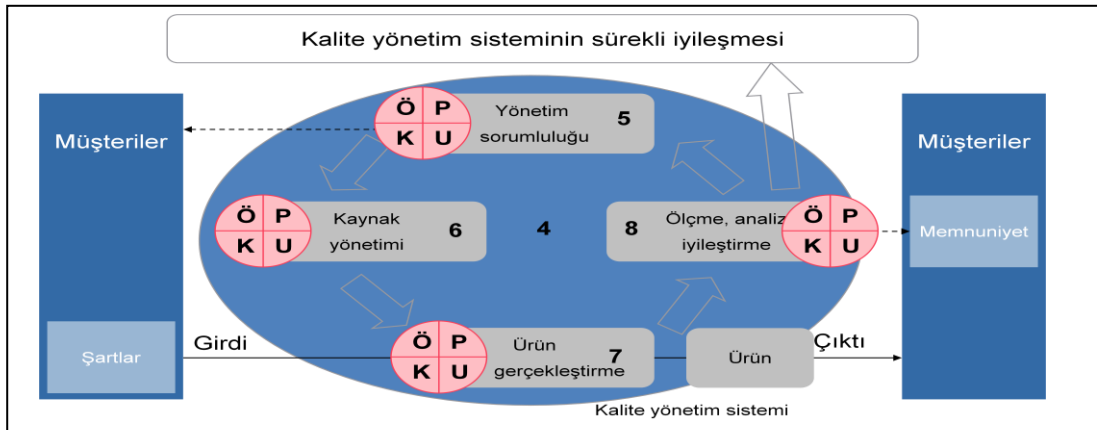 Kalite yönetim sisteminin sürekli iyileşmesi
Müşteriler
Şartlar
Girdi
Ö P
K U
Yönetim
sorumluluğu
5
Ö P
K U
Kaynak
yönetimi
6
4
8
Ölçme, analiz
iyileştirme
Ö P
K U
Ö P
K U
Ürün
gerçekleştirme
7
Ürün
Çıktı
Kalite yönetim sistemi
Müşteriler
Memnuniyet